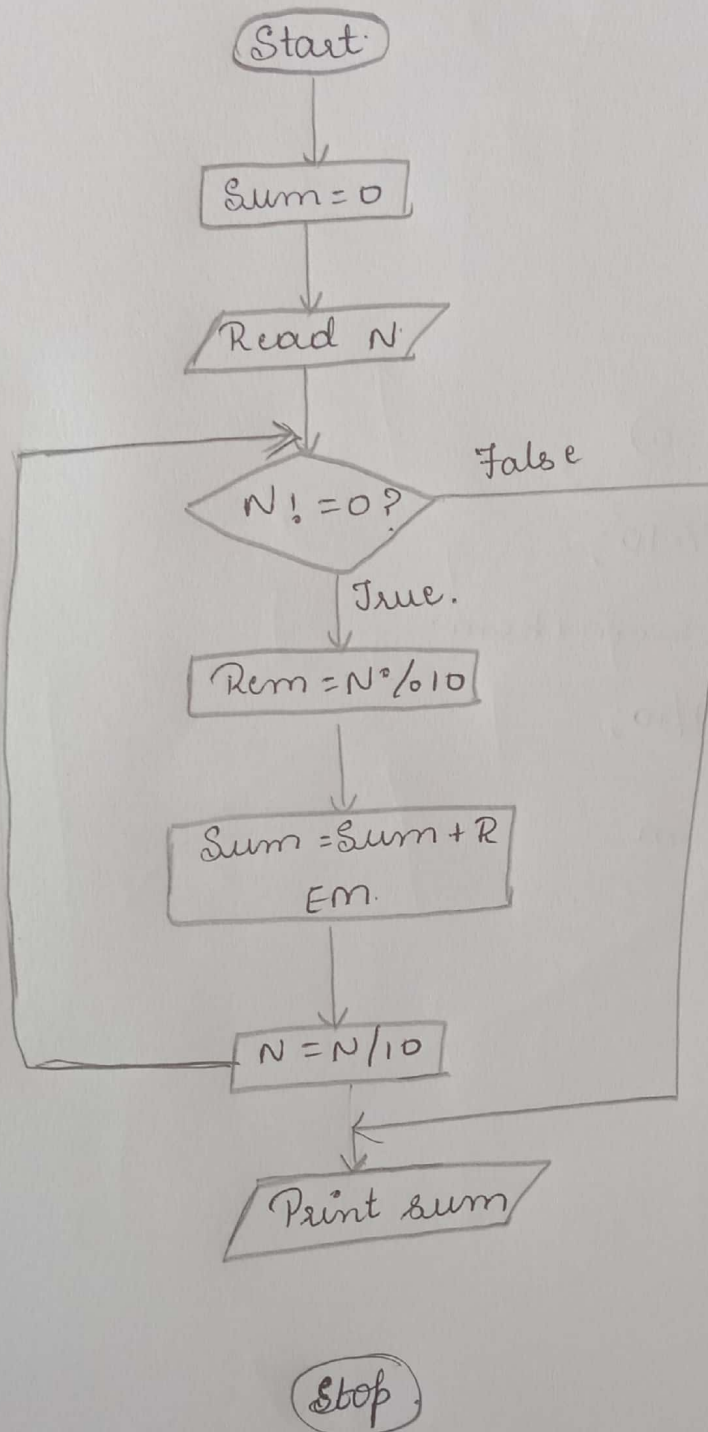 Start.
Sum = 0
Read N.
N! = 0?
False
True.
Rem = N%10
Sum = Sum + R
EM.
N = N/10
Print sum
Stop.